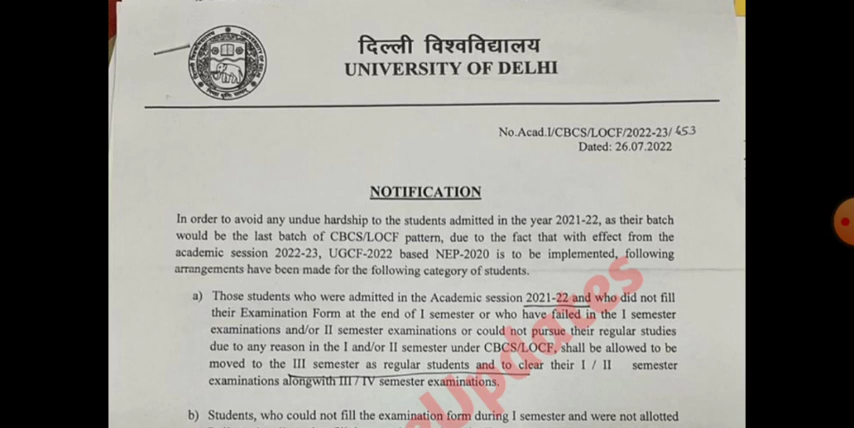 दिल्ली विश्वविद्यालय
UNIVERSITY OF DELHI
No.Acad.I/CBCS/LOCF/2022-23/453
Dated: 26.07.2022
NOTIFICATION
In order to avoid any undue hardship to the students admitted in the year 2021-22, as their batch
would be the last batch of CBCS/LOCF pattern, due to the fact that with effect from the
academic session 2022-23, UGCF-2022 based NEP-2020 is to be implemented, following
arrangements have been made for the following category of students.
a) Those students who were admitted in the Academic session 2021-22 and who did not fill
their Examination Form at the end of I semester or who have failed in the I semester
examinations and/or II semester examinations or could not pursue their regular studies
due to any reason in the I and/or II semester under CBCS/LOCF, shall be allowed to be
moved to the III semester as regular students and to clear their I / II semester
examinations alongwith III / IV semester examinations.
b) Students, who could not fill the examination form during I semester and were not allotted
Updates